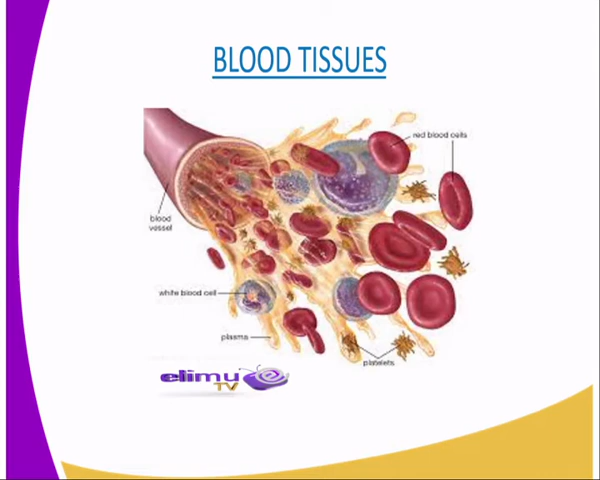 BLOOD TISSUES
red blood cells
blood
vessel
white blood cell
plasma
platelets
elimu
TV